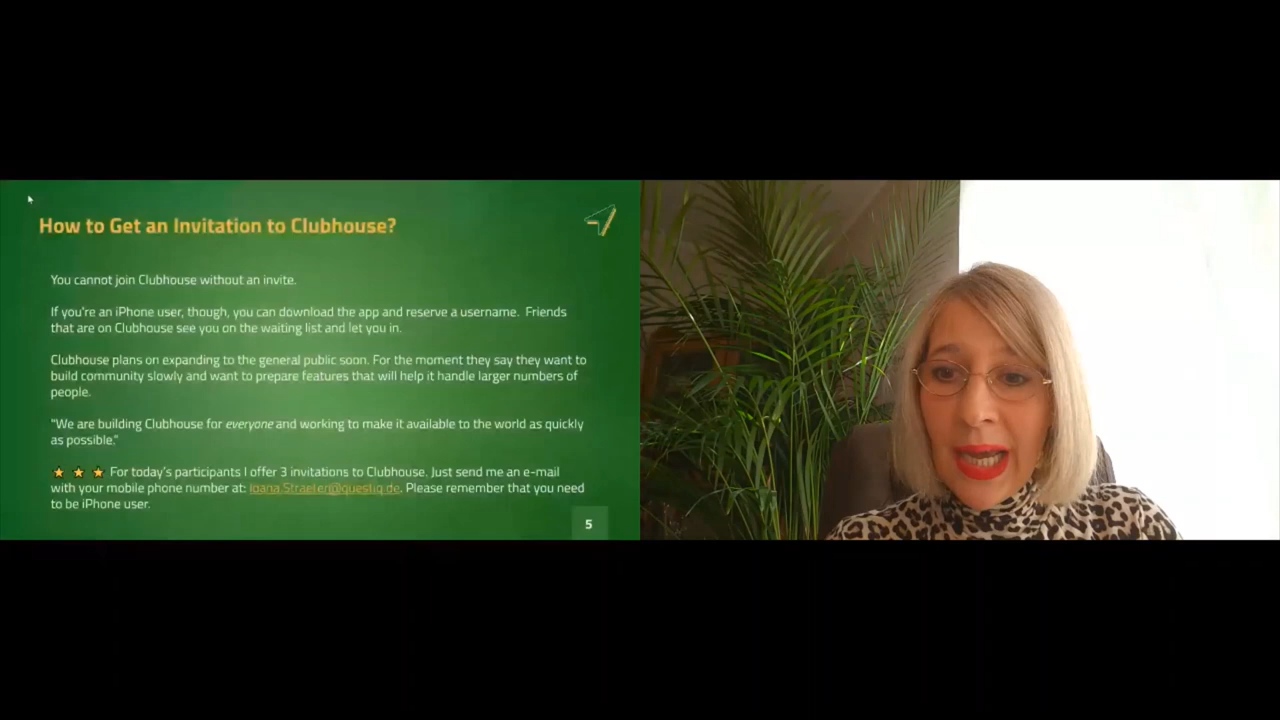 How to Get an Invitation to Clubhouse?
You cannot join Clubhouse without an invite.
If you're an iPhone user, though, you can download the app and reserve a username. Friends
that are on Clubhouse see you on the waiting list and let you in.
Clubhouse plans on expanding to the general public soon. For the moment they say they want to
build community slowly and want to prepare features that will help it handle larger numbers of
people.
"We are building Clubhouse for everyone and working to make it available to the world as quickly
as possible."
For today's participants I offer 3 invitations to Clubhouse. Just send me an e-mail
with your mobile phone number at: Ioana.Straeter@questiq.de. Please remember that you need
to be iPhone user.
5